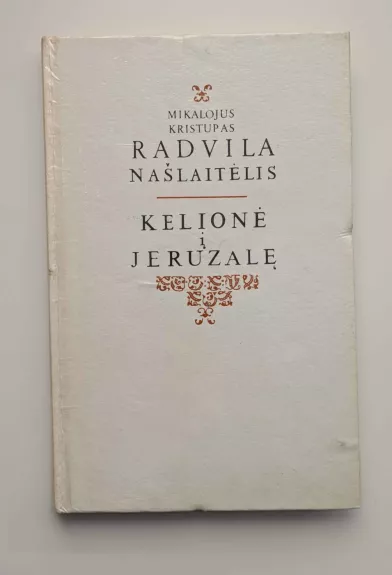 MIKALOJUS
KRISTUPAS
RADVILA
NAŠLAITĖLIS
KELIONĖ
į
JERUZALĘ